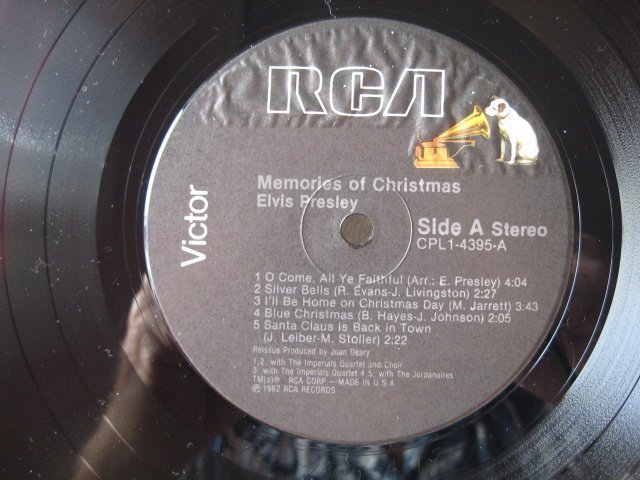 RCA
Victor
Memories of Christmas
Elvis Presley
Side A Stereo
CPL1-4395-A
1 O Come, All Ye Faithful (Arr.: E. Presley) 4:04
2 Silver Bells (R. Evans-J. Livingston) 2:27
3 I'll Be Home on Christmas Day (M. Jarrett) 3:43
4 Blue Christmas (B. Hayes-J. Johnson) 2:05
5 Santa Claus is Back in Town
(J. Leiber-M. Stoller) 2:22
Reissue Produced by Joan Deary
1,2, with The Imperials Quartet and Choir
3, with The Imperials Quartet 4,5, with The Jordanaires
TM(s)® RCA CORP — MADE IN U.S.A
℗1982 RCA RECORDS